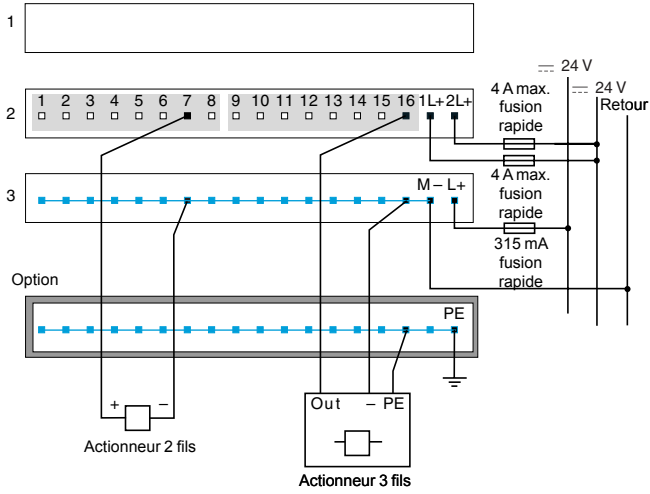 1
24 V
24 V
Retour
4 A max.
fusion
rapide
2
1 2 3 4 5 6 7 8 9 10 11 12 13 14 15 16 1L+ 2L+
4 A max.
fusion
rapide
3
M – L+
315 mA
fusion
rapide
Option
PE
+ –
Actionneur 2 fils
Out – PE
Actionneur 3 fils